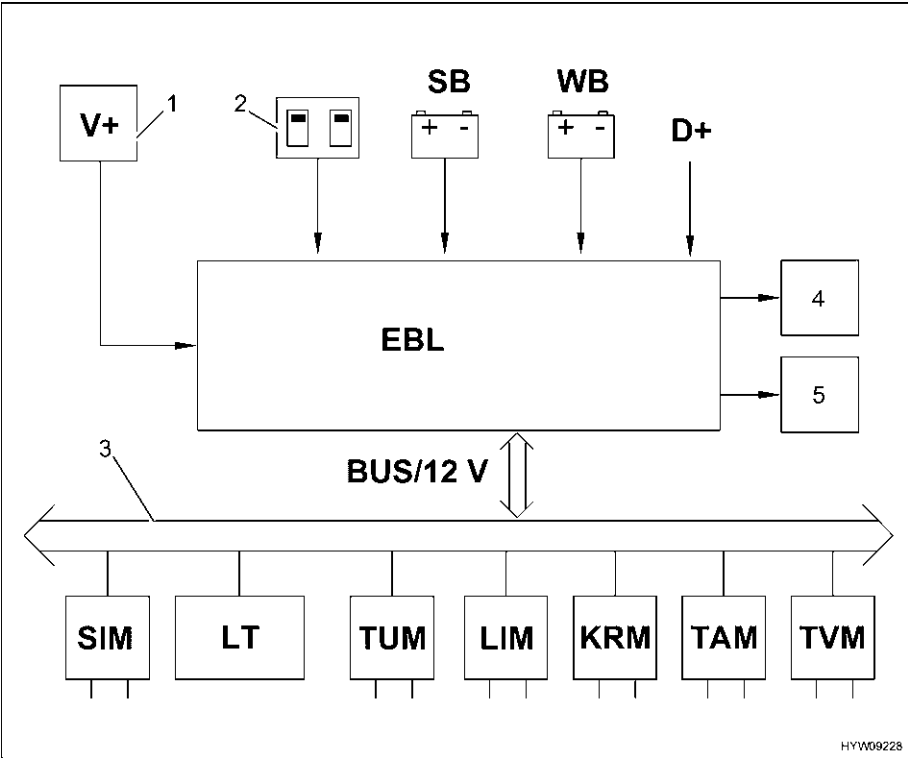 SB WB
1 2
V+ D+
+ - + -
EBL 4
5
3
BUS/12 V
SIM LT TUM LIM KRM TAM TVM
HYW09228